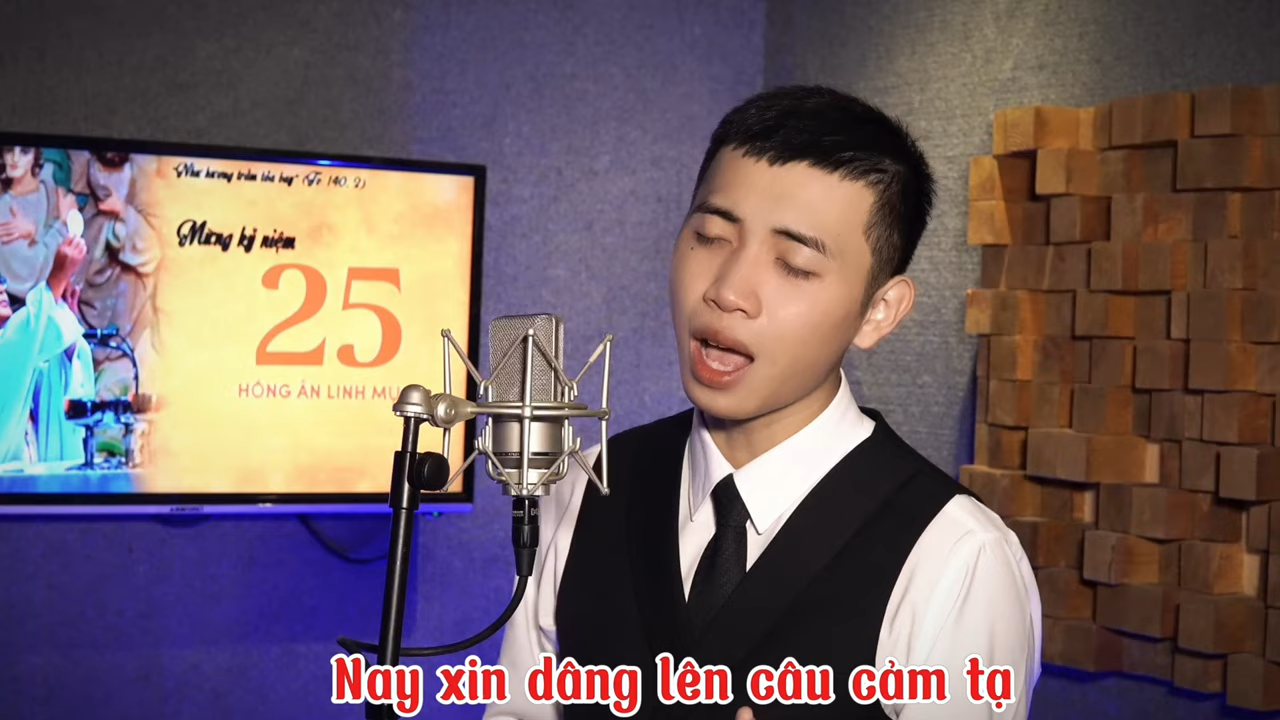 "Như hương trầm tỏa bay" (Tv 140, 2)
Mừng kỷ niệm
25
HỒNG ÂN LINH MỤ
Nay xin dâng lên câu cảm tạ